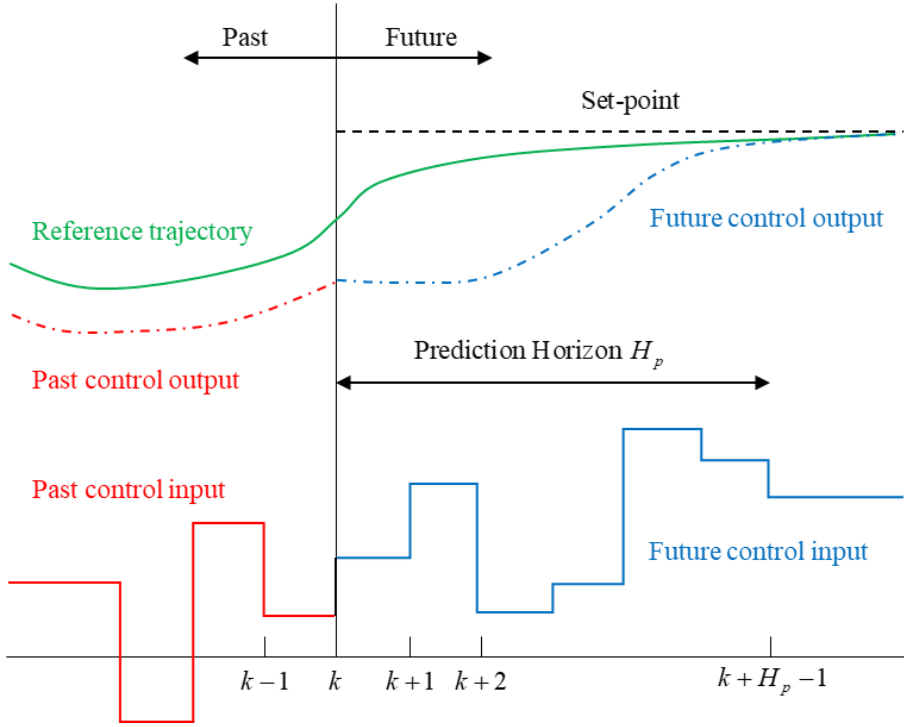 Past
Future
Set-point
Reference trajectory
Future control output
Prediction Horizon H_p
Past control output
Past control input
Future control input
k−1
k
k+1
k+2
k+H_p−1